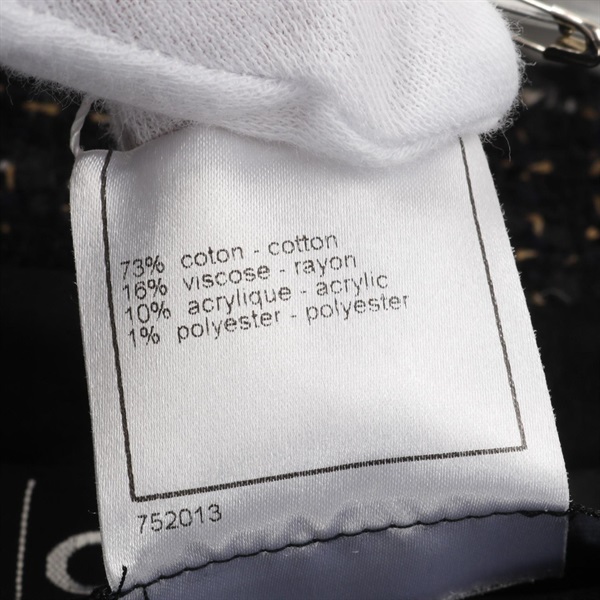 73% coton - cotton
16% viscose - rayon
10% acrylique - acrylic
1% polyester - polyester
752013